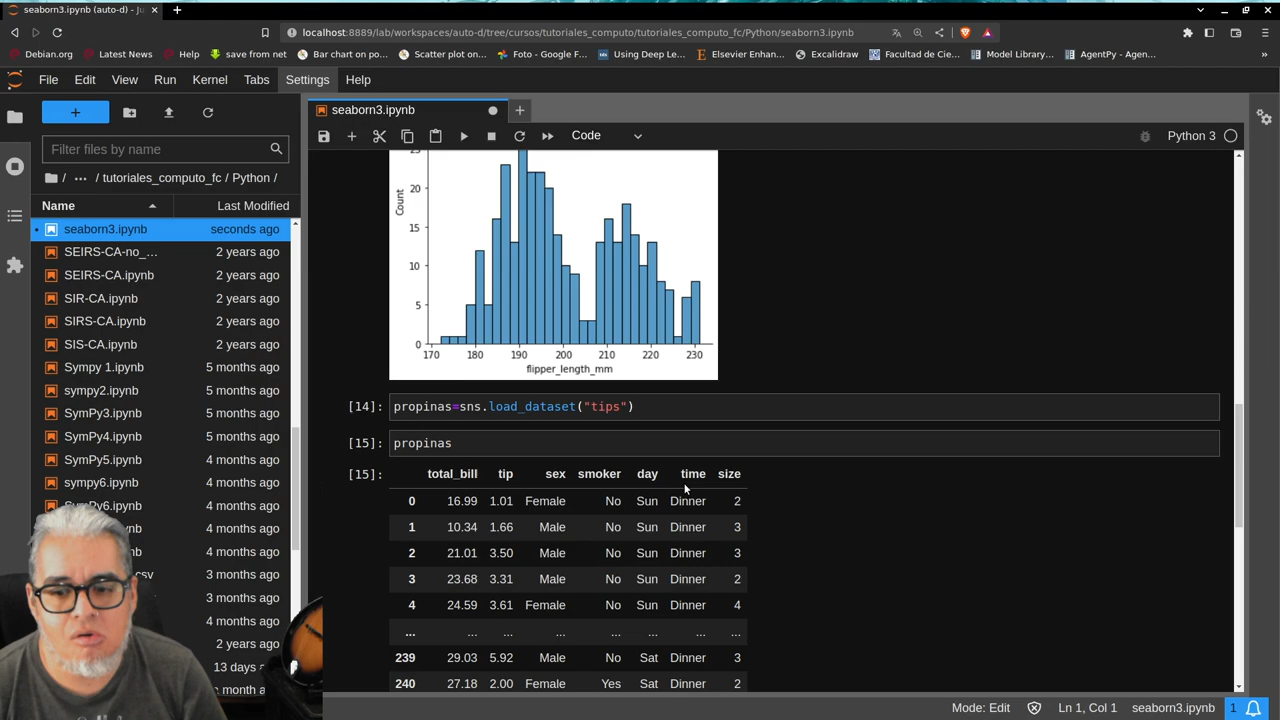 seaborn3.ipynb (auto-d) - Ju
localhost:8889/lab/workspaces/auto-d/tree/cursos/tutoriales_computo/tutoriales_computo_fc/Python/seaborn3.ipynb
Debian.org
Latest News
Help
save from net
Bar chart on po...
Scatter plot on...
Foto - Google F...
Using Deep Le...
Elsevier Enhan...
Excalidraw
Facultad de Cie...
Model Library...
AgentPy - Agen...
File Edit View Run Kernel Tabs Settings Help
seaborn3.ipynb
Code
Python 3
Filter files by name
/ ... / tutoriales_computo_fc / Python /
Name Last Modified
seaborn3.ipynb seconds ago
SEIRS-CA-no_... 2 years ago
SEIRS-CA.ipynb 2 years ago
SIR-CA.ipynb 2 years ago
SIRS-CA.ipynb 2 years ago
SIS-CA.ipynb 2 years ago
Sympy 1.ipynb 5 months ago
sympy2.ipynb 5 months ago
SymPy3.ipynb 5 months ago
SymPy4.ipynb 5 months ago
SymPy5.ipynb 4 months ago
sympy6.ipynb 4 months ago
SymPy6.ipynb 4 months ago
4 months ago
4 months ago
3 months ago
3 months ago
4 months ago
2 years ago
13 days
month
25
20
15
10
5
0
Count
170 180 190 200 210 220 230
flipper_length_mm
[14]: propinas=sns.load_dataset("tips")
[15]: propinas
[15]: total_bill tip sex smoker day time size
0 16.99 1.01 Female No Sun Dinner 2
1 10.34 1.66 Male No Sun Dinner 3
2 21.01 3.50 Male No Sun Dinner 3
3 23.68 3.31 Male No Sun Dinner 2
4 24.59 3.61 Female No Sun Dinner 4
... ... ... ... ... ... ... ...
239 29.03 5.92 Male No Sat Dinner 3
240 27.18 2.00 Female Yes Sat Dinner 2
Mode: Edit Ln 1, Col 1 seaborn3.ipynb 1